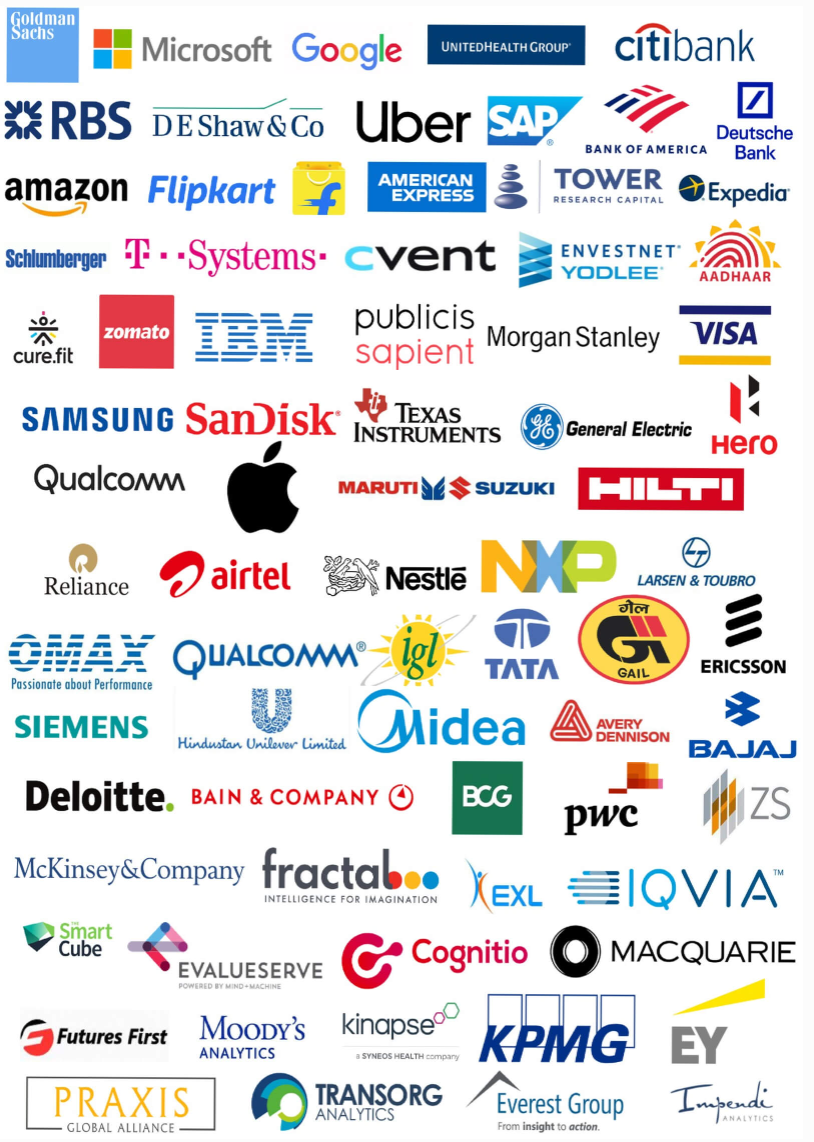 Goldman
Sachs
Microsoft
Google
UNITEDHEALTH GROUP®
citibank
RBS
DE Shaw & Co
Uber
SAP®
BANK OF AMERICA
Deutsche
Bank
amazon
Flipkart
f
AMERICAN
EXPRESS
TOWER
RESEARCH CAPITAL
Expedia®
Schlumberger
T··Systems·
cvent
ENVESTNET®
YODLEE®
AADHAAR
cure.fit
zomato
IBM
publicis
sapient
Morgan Stanley
VISA
SAMSUNG
SanDisk®
TEXAS
INSTRUMENTS
GE General Electric
Hero
Qualcomm
MARUTI SUZUKI
HILTI
Reliance
airtel
Nestlé
NXP
LT
LARSEN & TOUBRO
OMAX
Passionate about Performance
QUALCOMM®
igl
TATA
गेल
GAIL
ERICSSON
SIEMENS
Hindustan Unilever Limited
Midea
AVERY
DENNISON
BAJAJ
Deloitte.
BAIN & COMPANY
BCG
pwc
ZS
McKinsey&Company
fractal
INTELLIGENCE FOR IMAGINATION
EXL
IQVIA™
THE
Smart
Cube
EVALUESERVE
POWERED BY MIND+MACHINE
Cognitio
MACQUARIE
Futures First
MOODY'S
ANALYTICS
kinapse
a SYNEOS HEALTH company
KPMG
EY
PRAXIS
GLOBAL ALLIANCE
TRANSORG
ANALYTICS
Everest Group
From insight to action.
Impendi
ANALYTICS